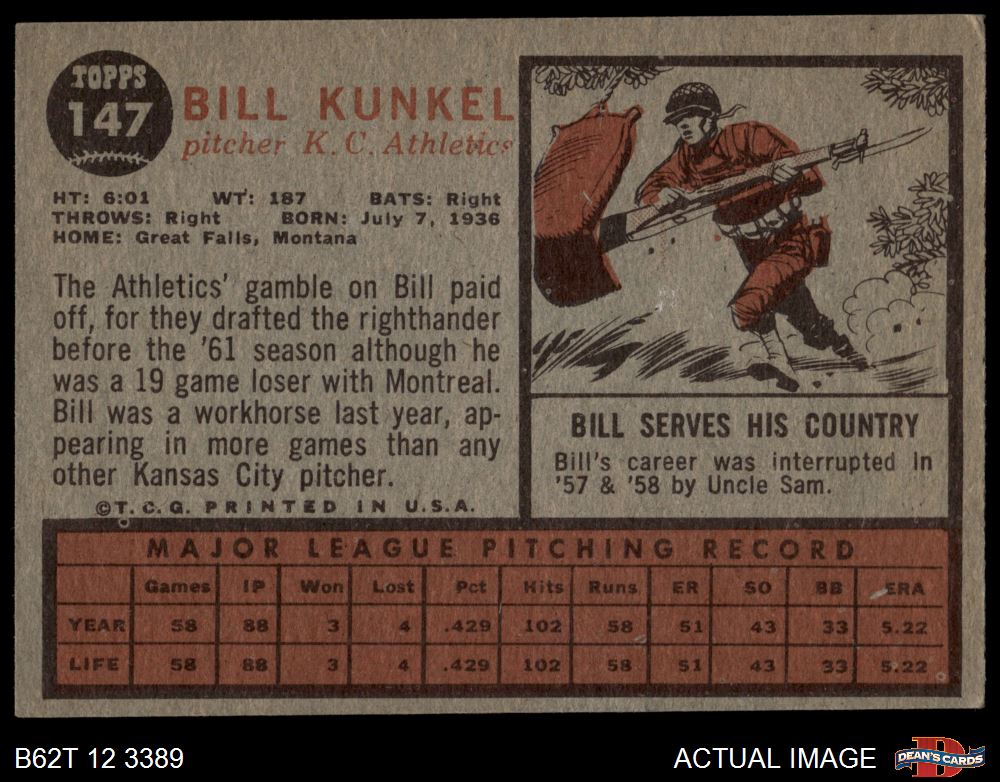 TOPPS
147
BILL KUNKEL
pitcher K. C. Athletics
HT: 6:01 WT: 187 BATS: Right
THROWS: Right BORN: July 7, 1936
HOME: Great Falls, Montana
The Athletics' gamble on Bill paid
off, for they drafted the righthander
before the '61 season although he
was a 19 game loser with Montreal.
Bill was a workhorse last year, ap-
pearing in more games than any
other Kansas City pitcher.
©T. C. G. PRINTED IN U.S.A.
BILL SERVES HIS COUNTRY
Bill's career was interrupted in
'57 & '58 by Uncle Sam.
MAJOR LEAGUE PITCHING RECORD
Games IP Won Lost Pct Hits Runs ER SO BB ERA
YEAR 58 88 3 4 .429 102 58 51 43 33 5.22
LIFE 58 88 3 4 .429 102 58 51 43 33 5.22
B62T 12 3389 ACTUAL IMAGE DEAN'S CARDS